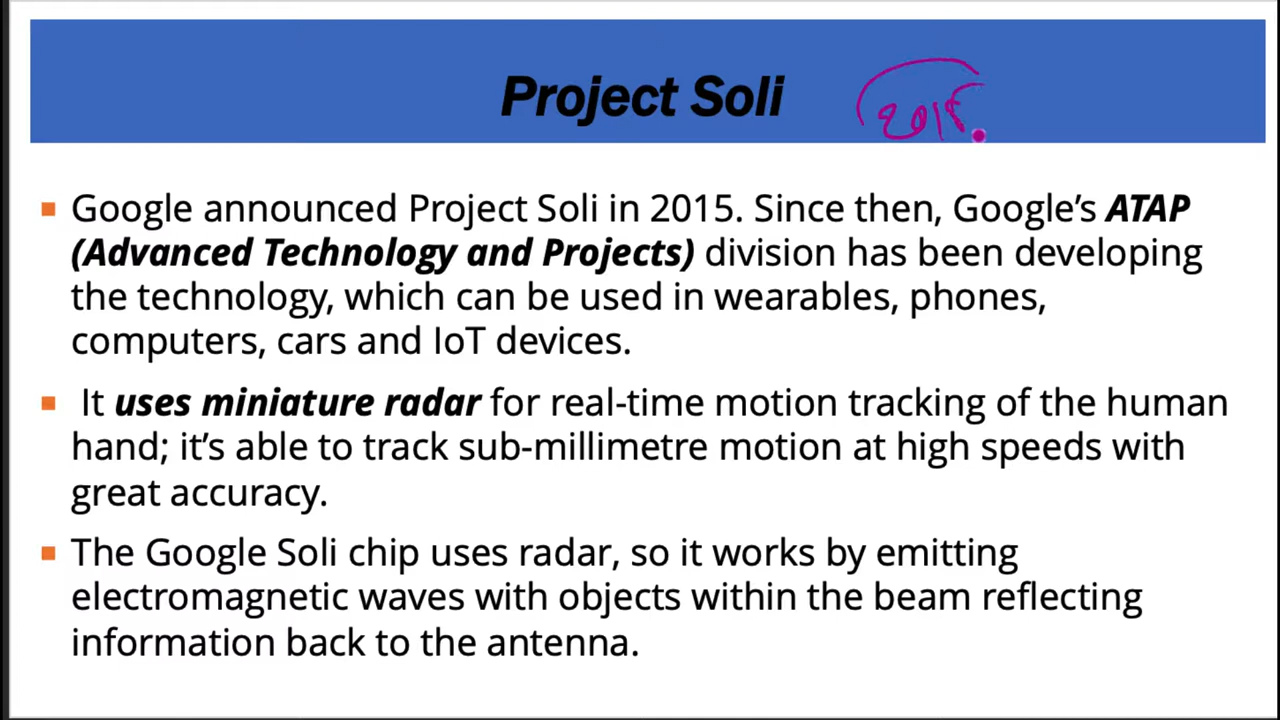 Project Soli
2015
Google announced Project Soli in 2015. Since then, Google’s ATAP
(Advanced Technology and Projects) division has been developing
the technology, which can be used in wearables, phones,
computers, cars and IoT devices.
It uses miniature radar for real-time motion tracking of the human
hand; it’s able to track sub-millimetre motion at high speeds with
great accuracy.
The Google Soli chip uses radar, so it works by emitting
electromagnetic waves with objects within the beam reflecting
information back to the antenna.